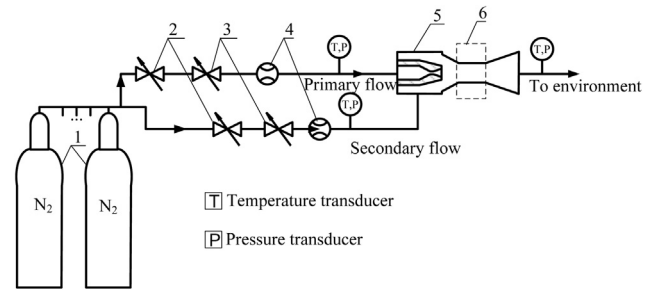 2 3 4 5 6
T,P
T,P
Primary flow
To environment
T,P
Secondary flow
1 ...
N2 N2
T Temperature transducer
P Pressure transducer